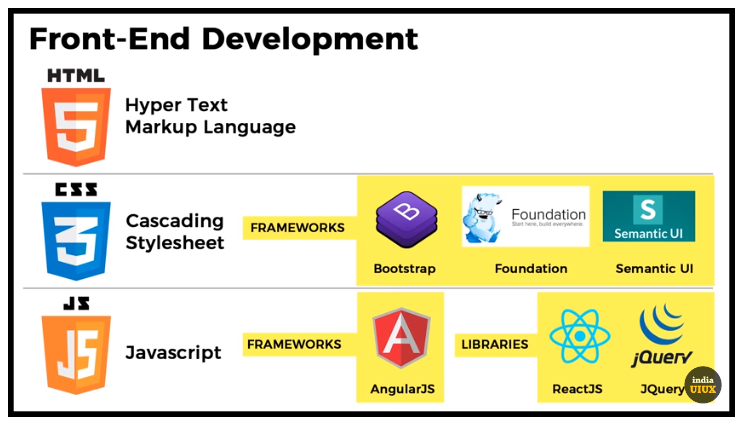 Front-End Development
HTML
5
Hyper Text
Markup Language
CSS
3
Cascading
Stylesheet
FRAMEWORKS
B
Bootstrap
Foundation
Start here, build everywhere.
Foundation
S
Semantic UI
Semantic UI
JS
JS
Javascript
FRAMEWORKS
A
AngularJS
LIBRARIES
ReactJS
jQuery
JQuery
india
UIUX